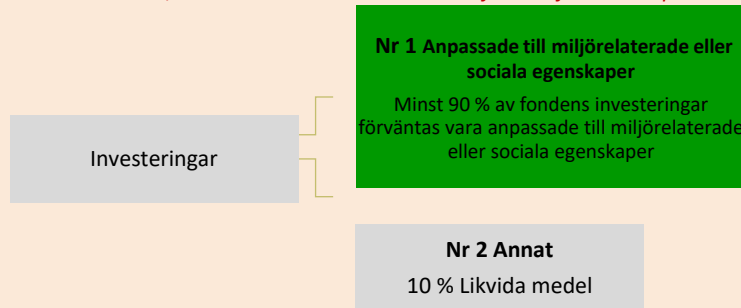 Nr 1 Anpassade till miljörelaterade eller
sociala egenskaper
Minst 90 % av fondens investeringar
förväntas vara anpassade till miljörelaterade
eller sociala egenskaper
Investeringar
Nr 2 Annat
10 % Likvida medel